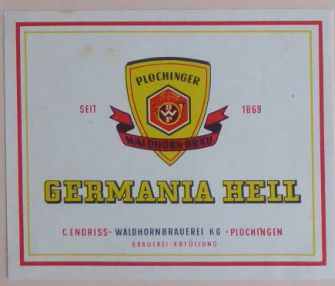 PLOCHINGER
SEIT 1869
B
W P
WALDHORN-BRÄU
GERMANIA HELL
C. ENDRISS · WALDHORNBRAUEREI KG · PLOCHINGEN
BRAUEREI-ABFÜLLUNG